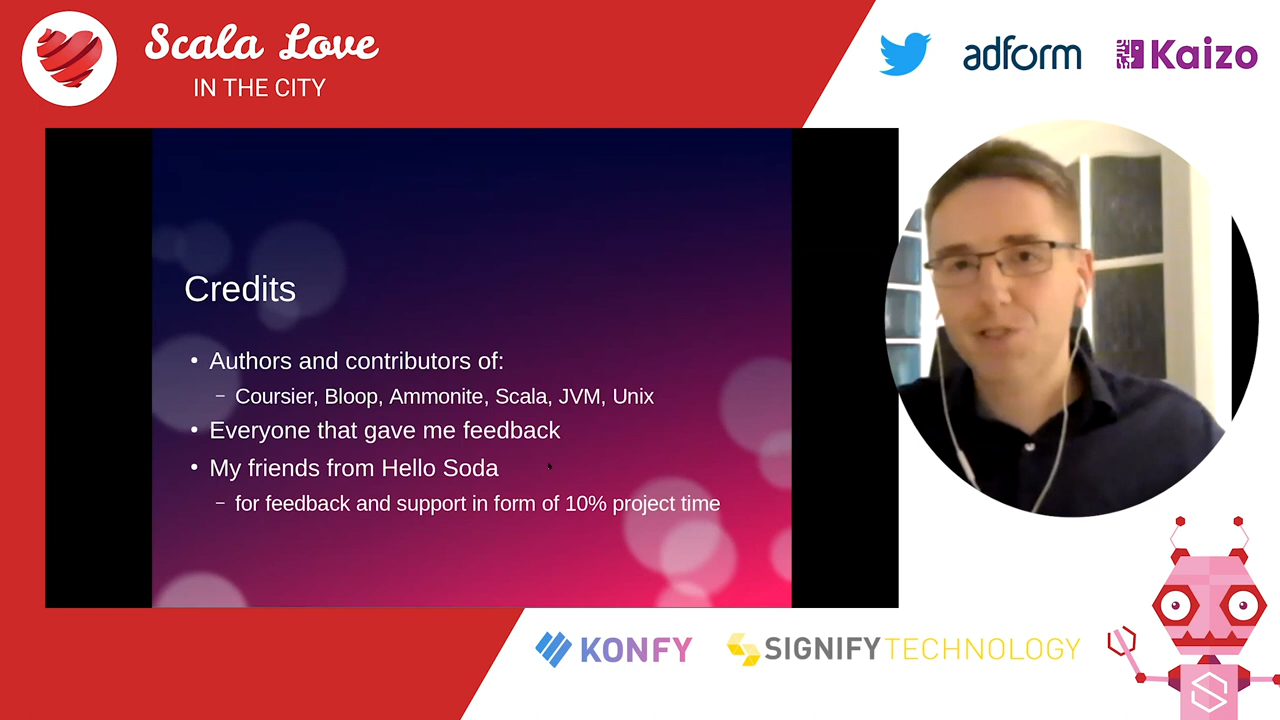 Scala Love
IN THE CITY
adform
Kaizo
Credits
• Authors and contributors of:
– Coursier, Bloop, Ammonite, Scala, JVM, Unix
• Everyone that gave me feedback
• My friends from Hello Soda
– for feedback and support in form of 10% project time
KONFY
SIGNIFY TECHNOLOGY